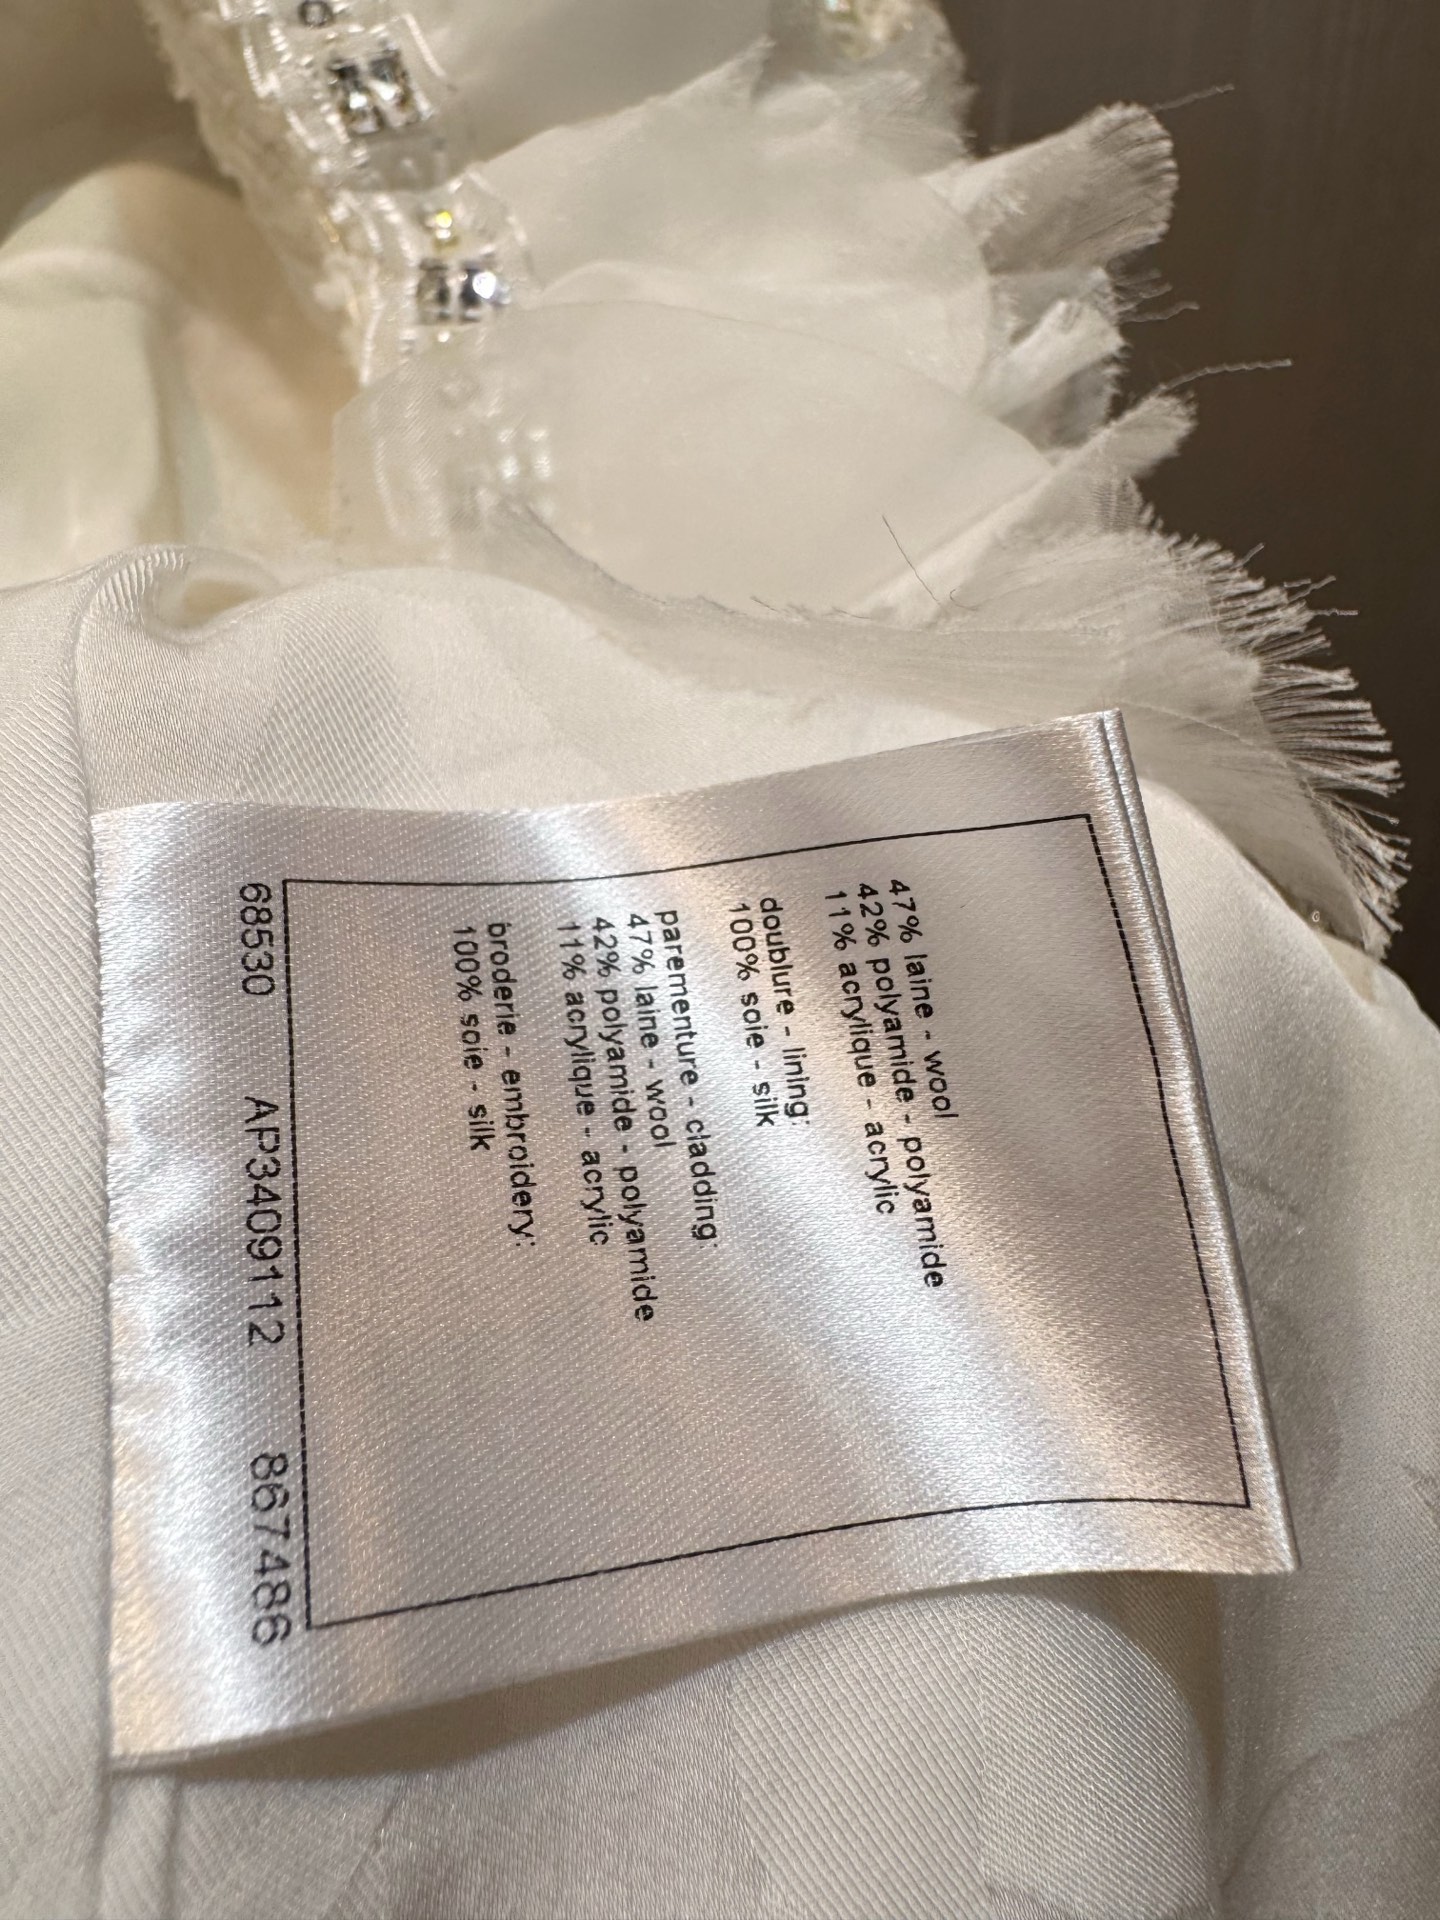 47% laine - wool
42% polyamide - polyamide
11% acrylique - acrylic
doublure - lining:
100% soie - silk
parementure - cladding:
47% laine - wool
42% polyamide - polyamide
11% acrylique - acrylic
broderie - embroidery:
100% soie - silk
68530 AP3409112 867486